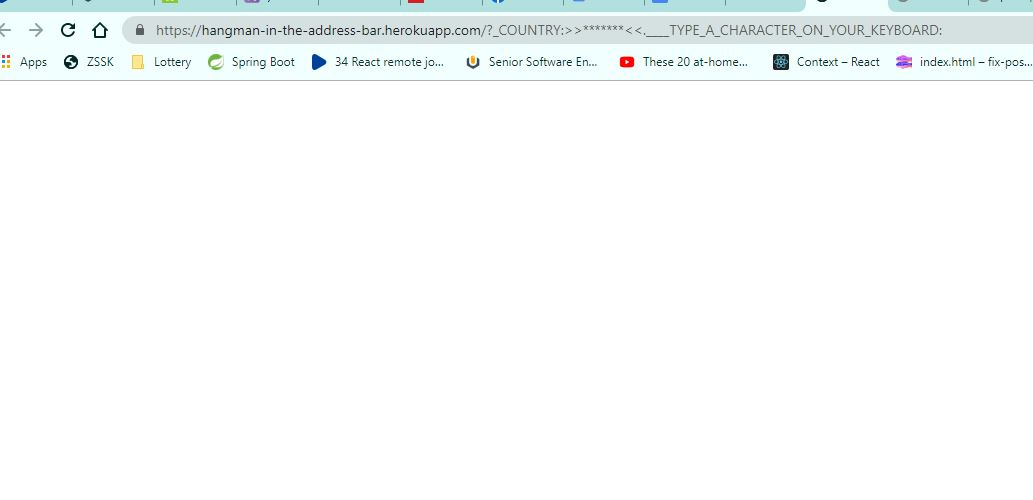 https://hangman-in-the-address-bar.herokuapp.com/?_COUNTRY:>>*******<<.____TYPE_A_CHARACTER_ON_YOUR_KEYBOARD:
Apps ZSSK Lottery Spring Boot 34 React remote jo... Senior Software En... These 20 at-home... Context – React index.html – fix-pos...